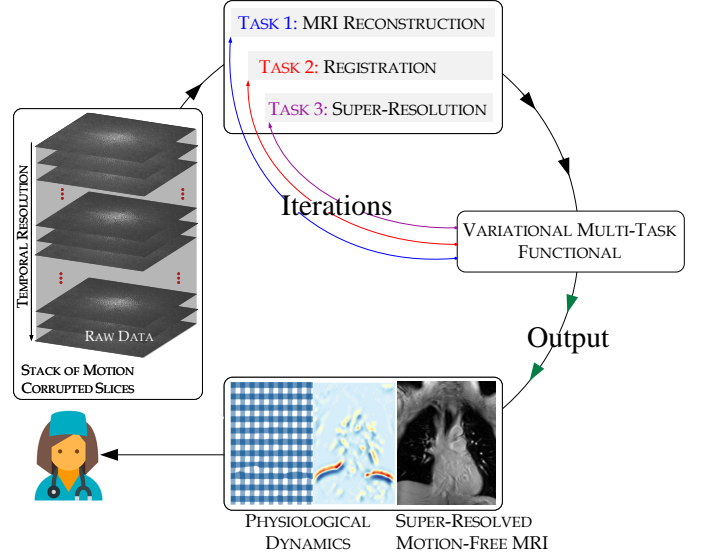 TASK 1: MRI RECONSTRUCTION
TASK 2: REGISTRATION
TASK 3: SUPER-RESOLUTION
TEMPORAL RESOLUTION
RAW DATA
STACK OF MOTION
CORRUPTED SLICES
Iterations
VARIATIONAL MULTI-TASK
FUNCTIONAL
Output
PHYSIOLOGICAL
DYNAMICS
SUPER-RESOLVED
MOTION-FREE MRI